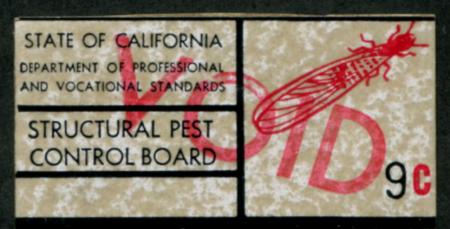 STATE OF CALIFORNIA
DEPARTMENT OF PROFESSIONAL
AND VOCATIONAL STANDARDS
STRUCTURAL PEST
CONTROL BOARD
VOID
9c